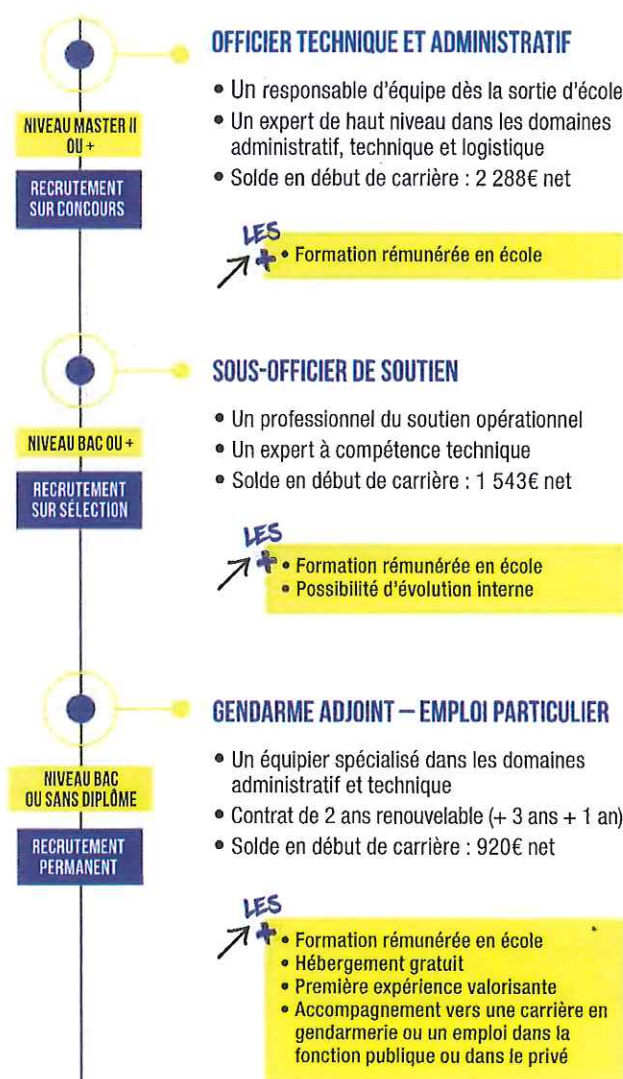 OFFICIER TECHNIQUE ET ADMINISTRATIF
• Un responsable d'équipe dès la sortie d'école
• Un expert de haut niveau dans les domaines
administratif, technique et logistique
• Solde en début de carrière : 2 288€ net
NIVEAU MASTER II
OU +
RECRUTEMENT
SUR CONCOURS
LES
+ • Formation rémunérée en école
SOUS-OFFICIER DE SOUTIEN
• Un professionnel du soutien opérationnel
• Un expert à compétence technique
• Solde en début de carrière : 1 543€ net
NIVEAU BAC OU +
RECRUTEMENT
SUR SÉLECTION
LES
+ • Formation rémunérée en école
• Possibilité d'évolution interne
GENDARME ADJOINT – EMPLOI PARTICULIER
• Un équipier spécialisé dans les domaines
administratif et technique
• Contrat de 2 ans renouvelable (+ 3 ans + 1 an)
• Solde en début de carrière : 920€ net
NIVEAU BAC
OU SANS DIPLÔME
RECRUTEMENT
PERMANENT
LES
+ • Formation rémunérée en école
• Hébergement gratuit
• Première expérience valorisante
• Accompagnement vers une carrière en
gendarmerie ou un emploi dans la
fonction publique ou dans le privé